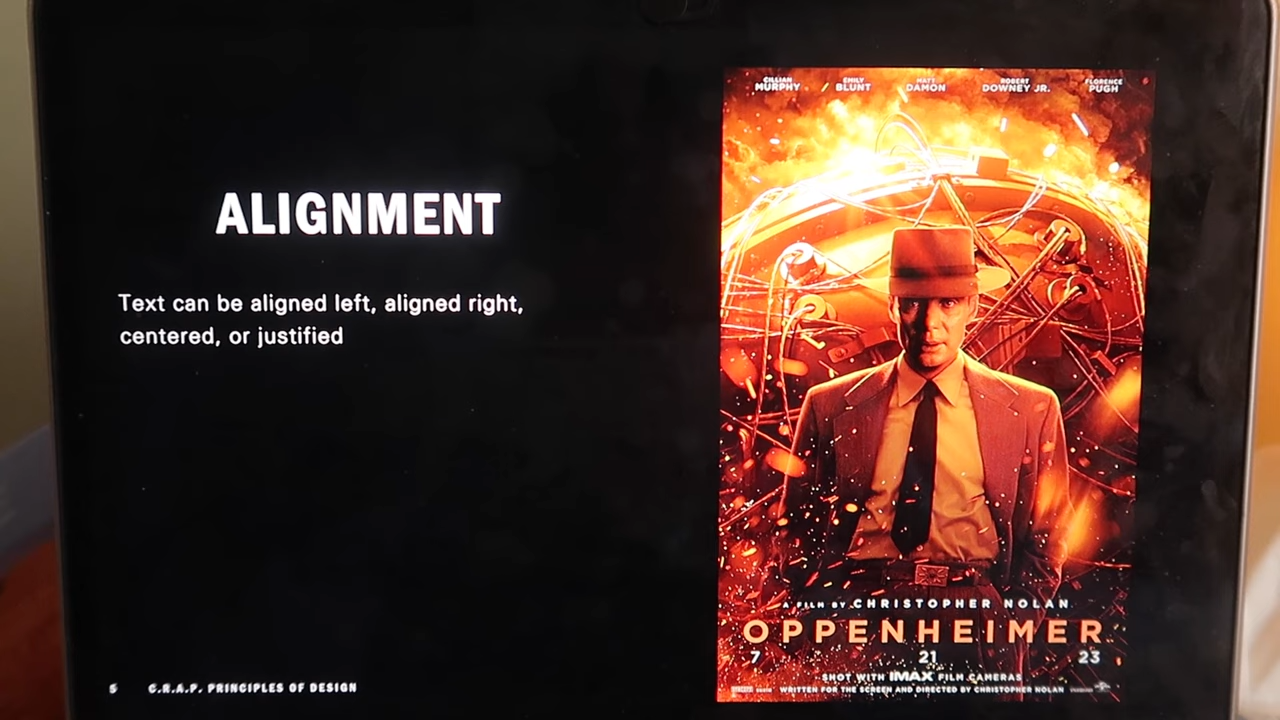 ALIGNMENT
Text can be aligned left, aligned right,
centered, or justified
5 C.R.A.P. PRINCIPLES OF DESIGN
CILLIAN MURPHY
EMILY BLUNT
MATT DAMON
ROBERT DOWNEY JR.
FLORENCE PUGH
A FILM BY CHRISTOPHER NOLAN
OPPENHEIMER
7 21 23
SHOT WITH IMAX FILM CAMERAS
WRITTEN FOR THE SCREEN AND DIRECTED BY CHRISTOPHER NOLAN